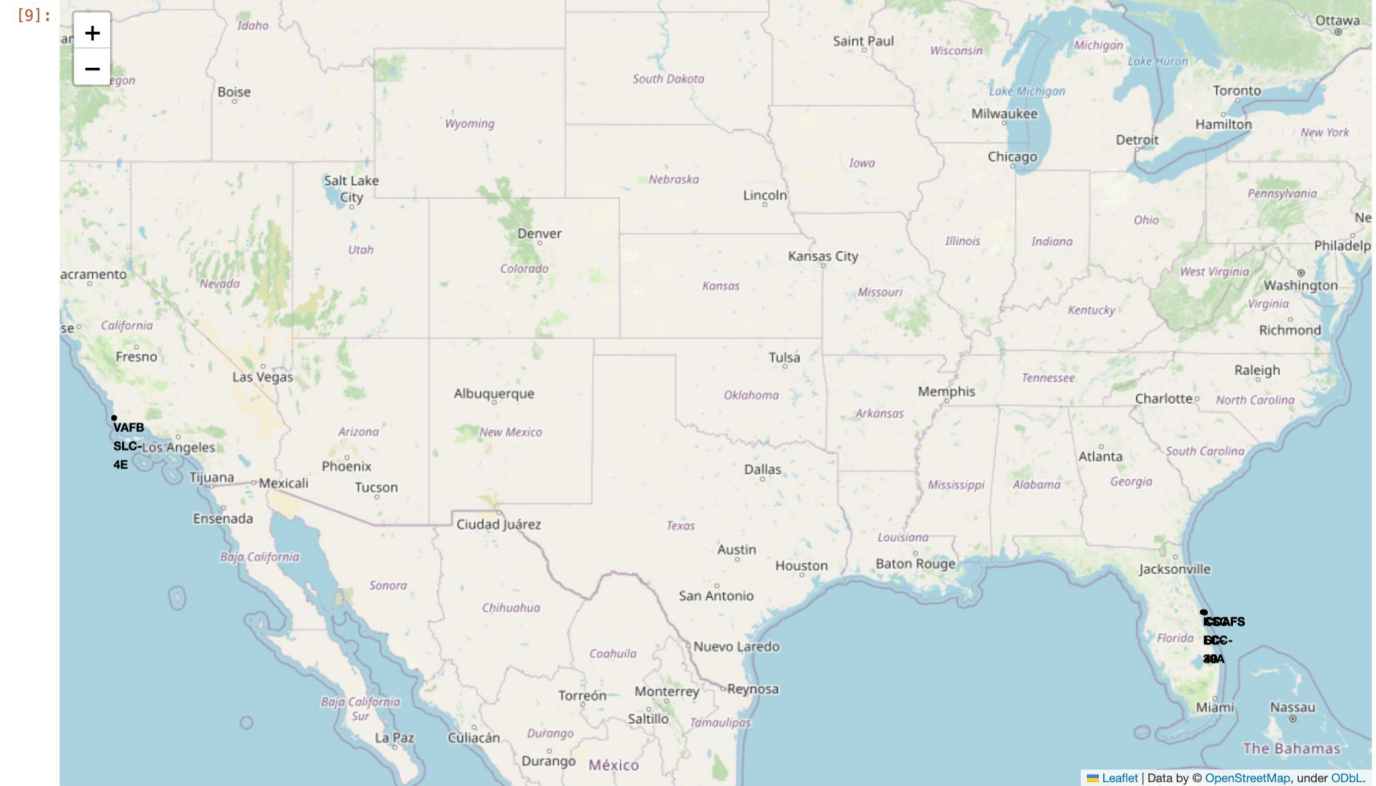 [9]:
+
−
Idaho
Ottawa
Saint Paul
Wisconsin
Michigan
Lake Huron
egon
South Dakota
Boise
Lake Michigan
Toronto
Milwaukee
Hamilton
Wyoming
New York
Detroit
Chicago
Iowa
Salt Lake
City
Nebraska
Lincoln
Pennsylvania
Ohio
Ne
Denver
Illinois
Indiana
Philadelp
Utah
Kansas City
Colorado
acramento
West Virginia
Nevada
Kansas
Missouri
Washington
Virginia
Kentucky
California
se
Richmond
Fresno
Tulsa
Las Vegas
Raleigh
Tennessee
Albuquerque
Oklahoma
Memphis
Charlotte
North Carolina
Arkansas
VAFB
SLC-
4E
Arizona
New Mexico
Los Angeles
South Carolina
Atlanta
Phoenix
Dallas
Tijuana
Mexicali
Tucson
Mississippi
Alabama
Georgia
Ensenada
Ciudad Juárez
Texas
Louisiana
Austin
Baja California
Houston
Baton Rouge
Jacksonville
Sonora
San Antonio
Chihuahua
Florida
Nuevo Laredo
Coahuila
Torreón
Monterrey
Reynosa
Baja California
Sur
Saltillo
Tamaulipas
Miami
Nassau
La Paz
Culiacán
Durango
The Bahamas
Durango
México
Leaflet | Data by © OpenStreetMap, under ODbL.